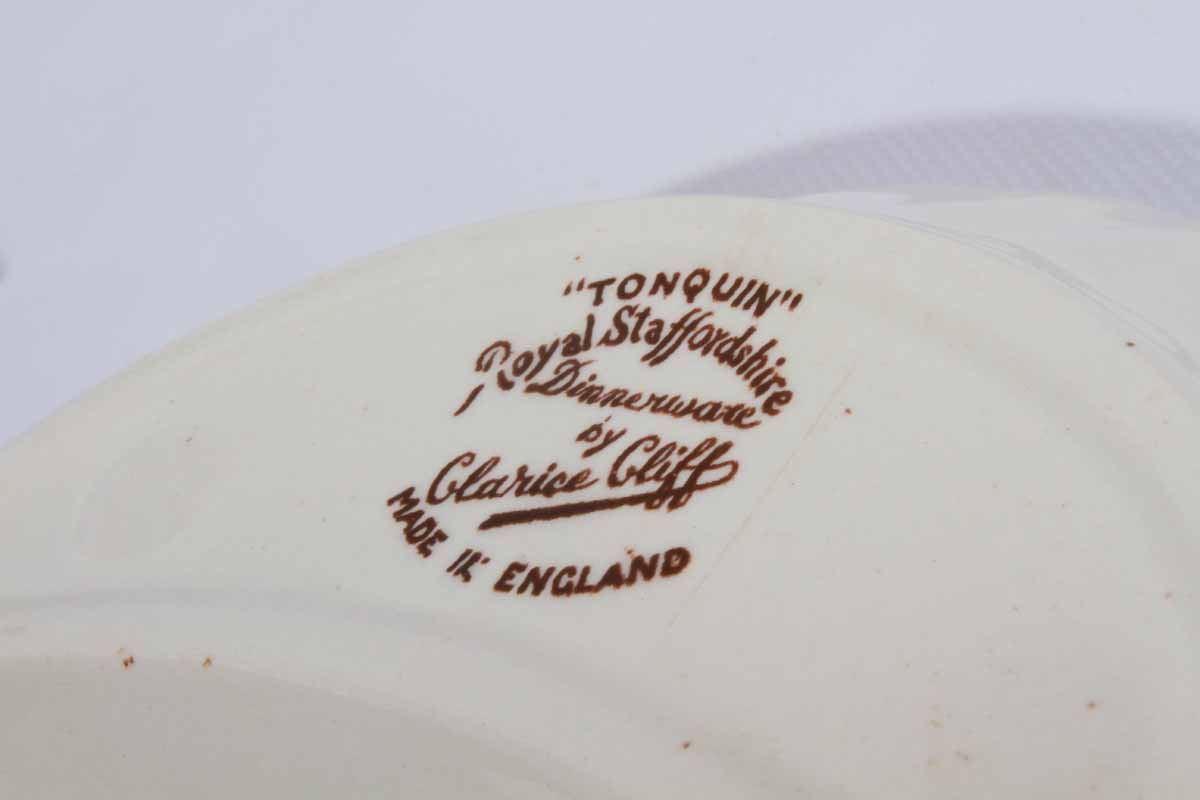 "TONQUIN"
Royal Staffordshire
Dinnerware
by
Clarice Cliff
MADE IN ENGLAND